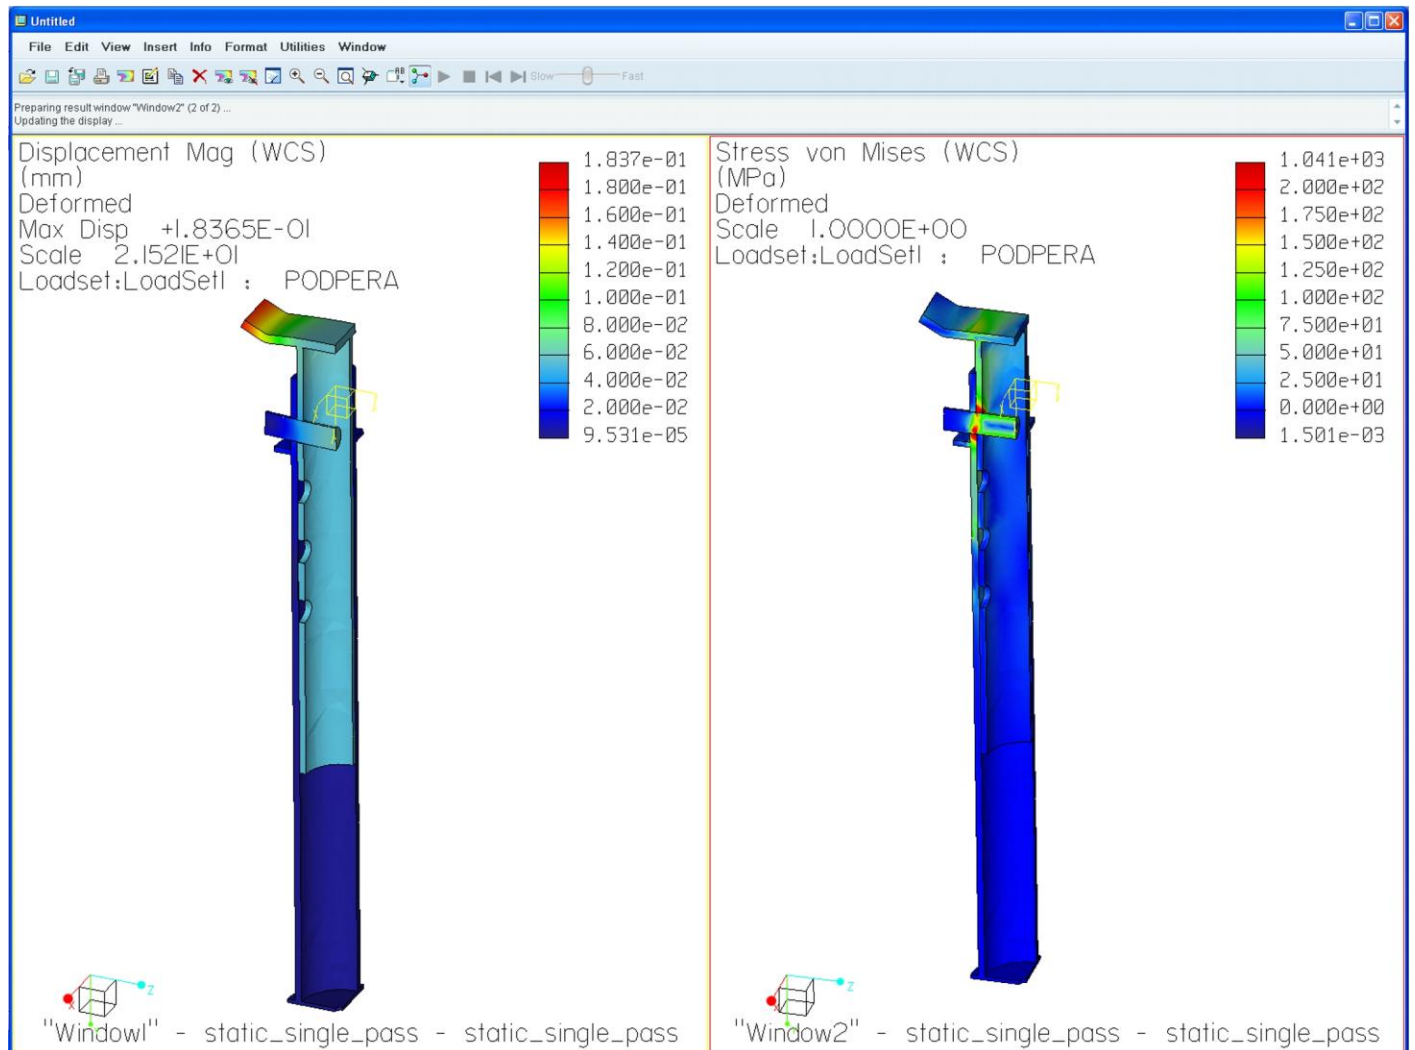 Untitled
File Edit View Insert Info Format Utilities Window
Slow Fast
Preparing result window "Window2" (2 of 2) ...
Updating the display ...
Displacement Mag (WCS)
(mm)
Deformed
Max Disp +1.8365E-01
Scale 2.1521E+01
Loadset:LoadSet1 : PODPERA
1.837e-01
1.800e-01
1.600e-01
1.400e-01
1.200e-01
1.000e-01
8.000e-02
6.000e-02
4.000e-02
2.000e-02
9.531e-05
Z
X
"Window1" - static_single_pass - static_single_pass
Stress von Mises (WCS)
(MPa)
Deformed
Scale 1.0000E+00
Loadset:LoadSet1 : PODPERA
1.041e+03
2.000e+02
1.750e+02
1.500e+02
1.250e+02
1.000e+02
7.500e+01
5.000e+01
2.500e+01
0.000e+00
1.501e-03
Z
X
"Window2" - static_single_pass - static_single_pass